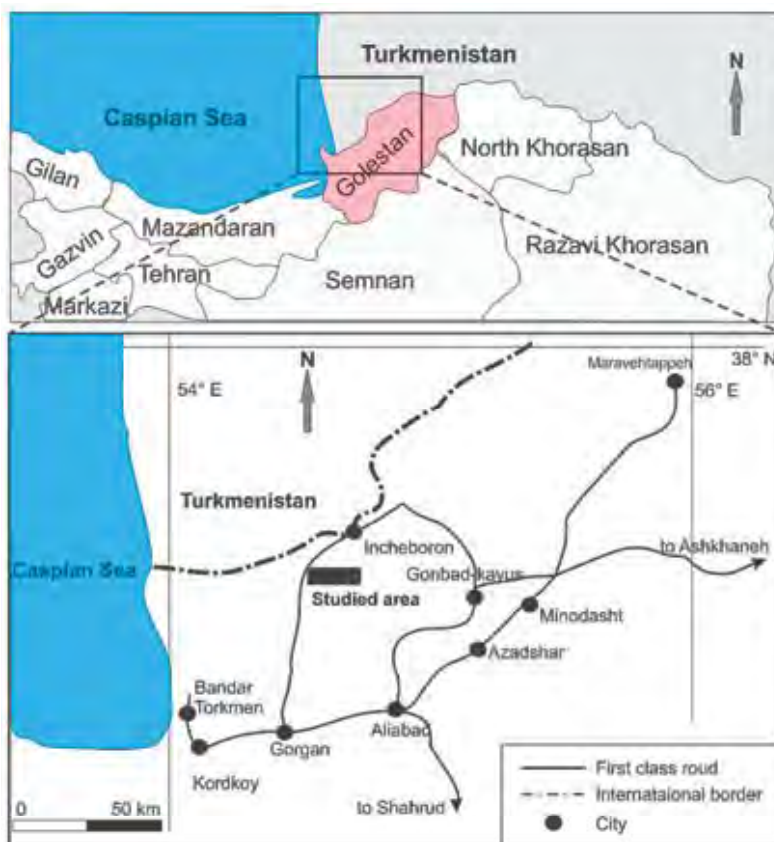 Turkmenistan
N
Caspian Sea
Golestan
North Khorasan
Gilan
Mazandaran
Razavi Khorasan
Gazvin
Tehran
Semnan
Markazi
38° N
Maravehtappeh
N
54° E
56° E
Turkmenistan
Incheboron
to Ashkhaneh
Caspian Sea
Gonbad-kavus
Studied area
Minodasht
Azadshar
Bandar
Torkmen
Aliabad
Gorgan
Kordkoy
First class roud
Internataional border
City
0 50 km
to Shahrud